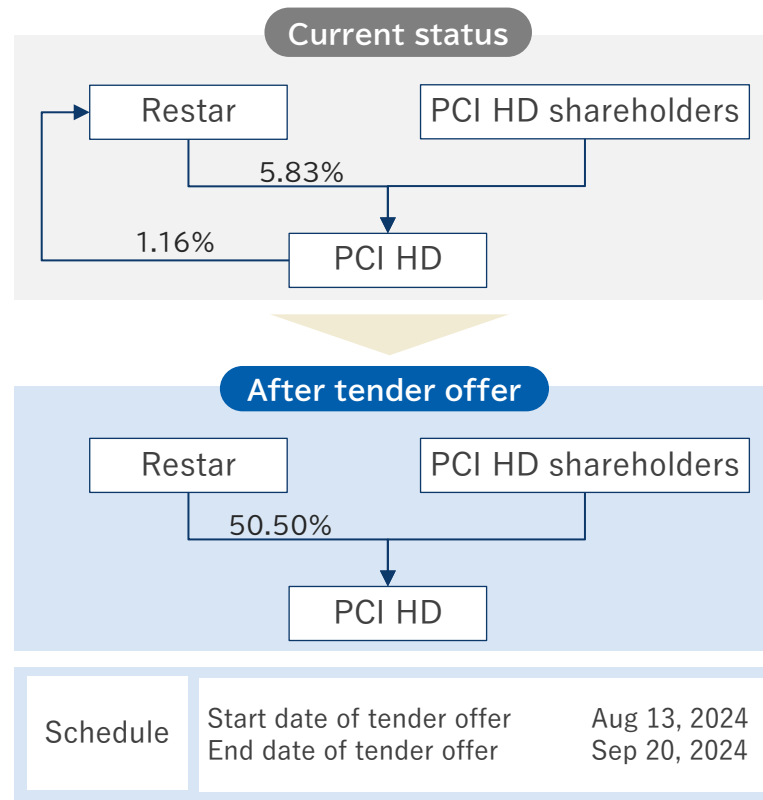 Current status
Restar
PCI HD shareholders
5.83%
1.16%
PCI HD
After tender offer
Restar
PCI HD shareholders
50.50%
PCI HD
Schedule
Start date of tender offer Aug 13, 2024
End date of tender offer Sep 20, 2024